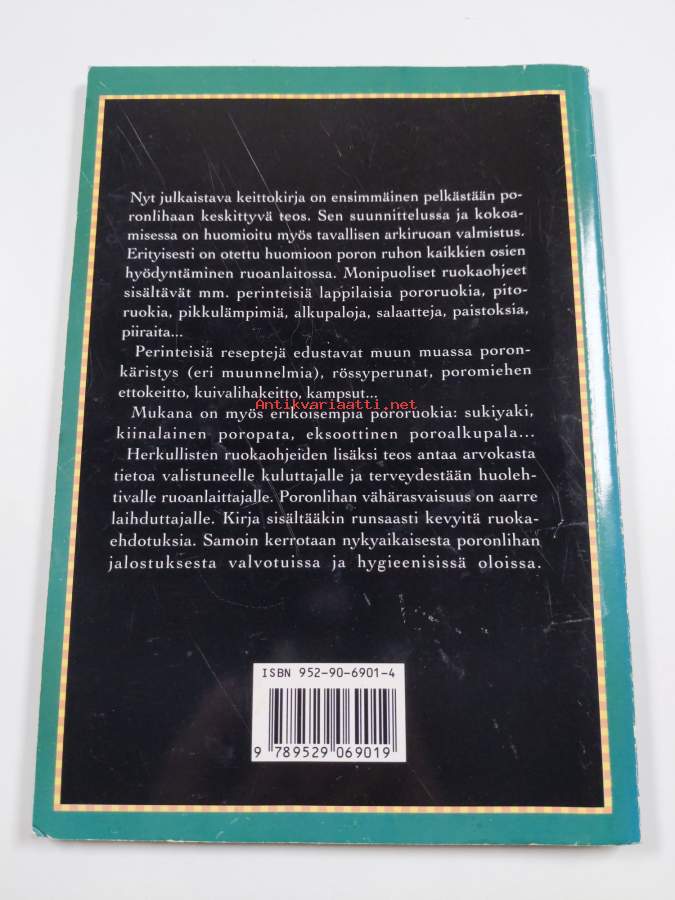 Nyt julkaistava keittokirja on ensimmäinen pelkästään po-
ronlihaan keskittyvä teos. Sen suunnittelussa ja kokoa-
misessa on huomioitu myös tavallisen arkiruoan valmistus.
Erityisesti on otettu huomioon poron ruhon kaikkien osien
hyödyntäminen ruoanlaitossa. Monipuoliset ruokaohjeet
sisältävät mm. perinteisiä lappilaisia pororuokia, pito-
ruokia, pikkulämpimiä, alkupaloja, salaatteja, paistoksia,
piiraita...
Perinteisiä reseptejä edustavat muun muassa poron-
käristys (eri muunnelmia), rössyperunat, poromiehen
ettokeitto, kuivalihakeitto, kampsut...
Antikvariaatti.net
Mukana on myös erikoisempia pororuokia: sukiyaki,
kiinalainen poropata, eksoottinen poroalkupala...
Herkullisten ruokaohjeiden lisäksi teos antaa arvokasta
tietoa valistuneelle kuluttajalle ja terveydestään huoleh-
tivalle ruoanlaittajalle. Poronlihan vähärasvaisuus on aarre
laihduttajalle. Kirja sisältääkin runsaasti kevyitä ruoka-
ehdotuksia. Samoin kerrotaan nykyaikaisesta poronlihan
jalostuksesta valvotuissa ja hygieenisissä oloissa.
ISBN 952-90-6901-4
9 789529 069019